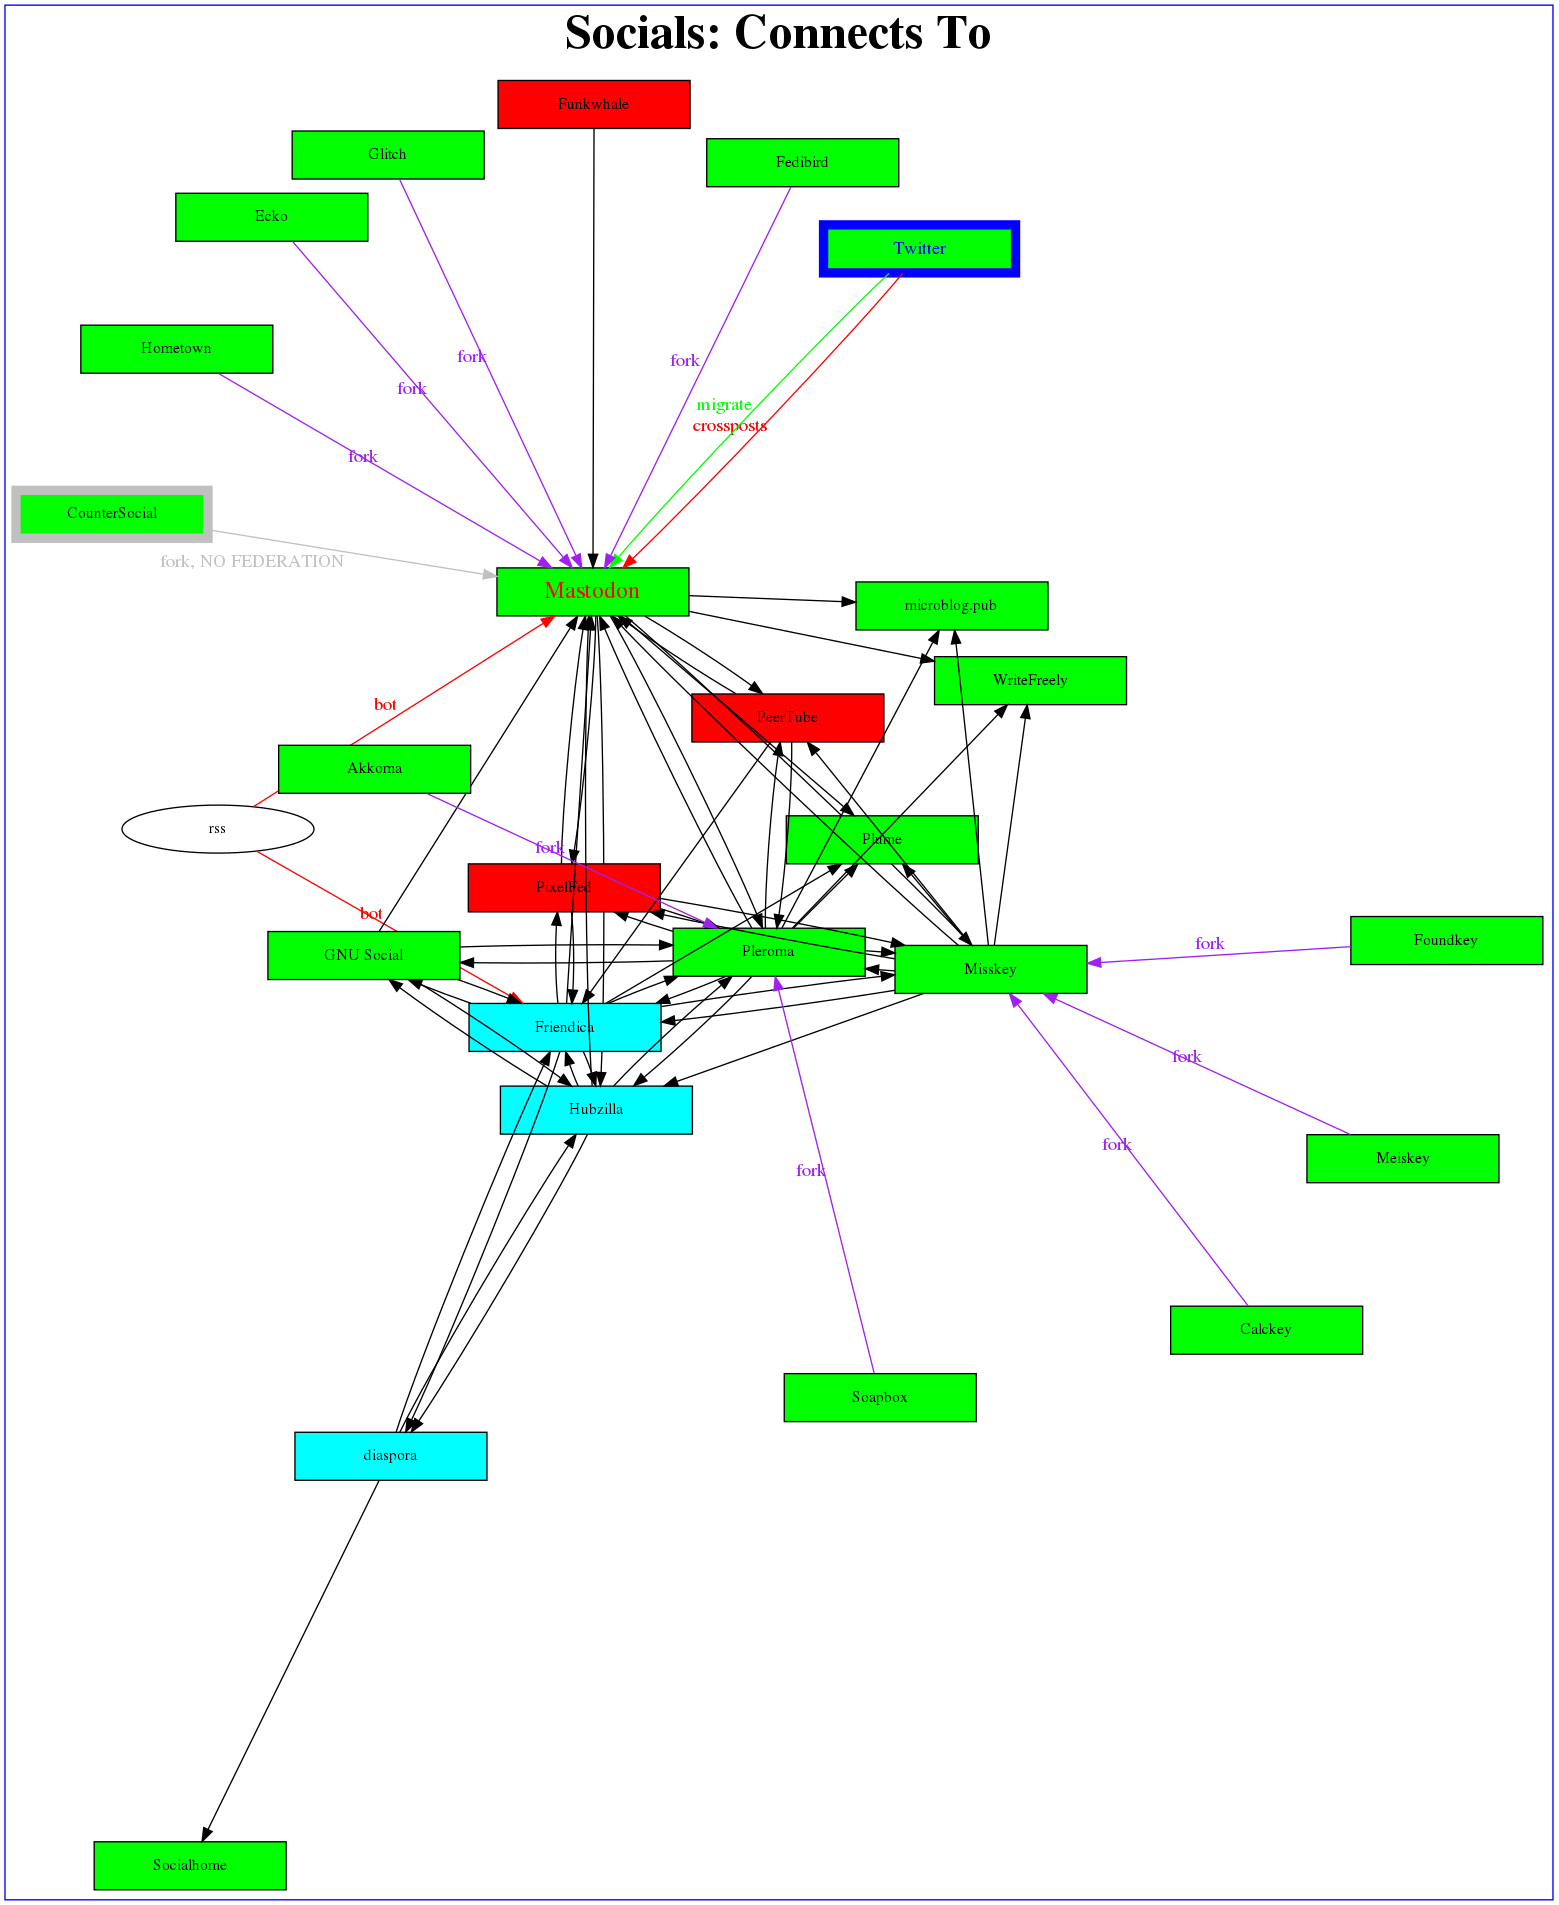 Socials: Connects To
Funkwhale
Glitch
Fedibird
Ecko
Twitter
Hometown
fork
fork
fork
migrate
crossposts
fork
CounterSocial
fork, NO FEDERATION
Mastodon
microblog.pub
WriteFreely
bot
PeerTube
Akkoma
rss
Plume
fork
PixelFed
bot
GNU Social
Pleroma
Misskey
fork
Foundkey
Friendica
fork
Hubzilla
fork
Meiskey
fork
Calckey
Soapbox
diaspora
Socialhome